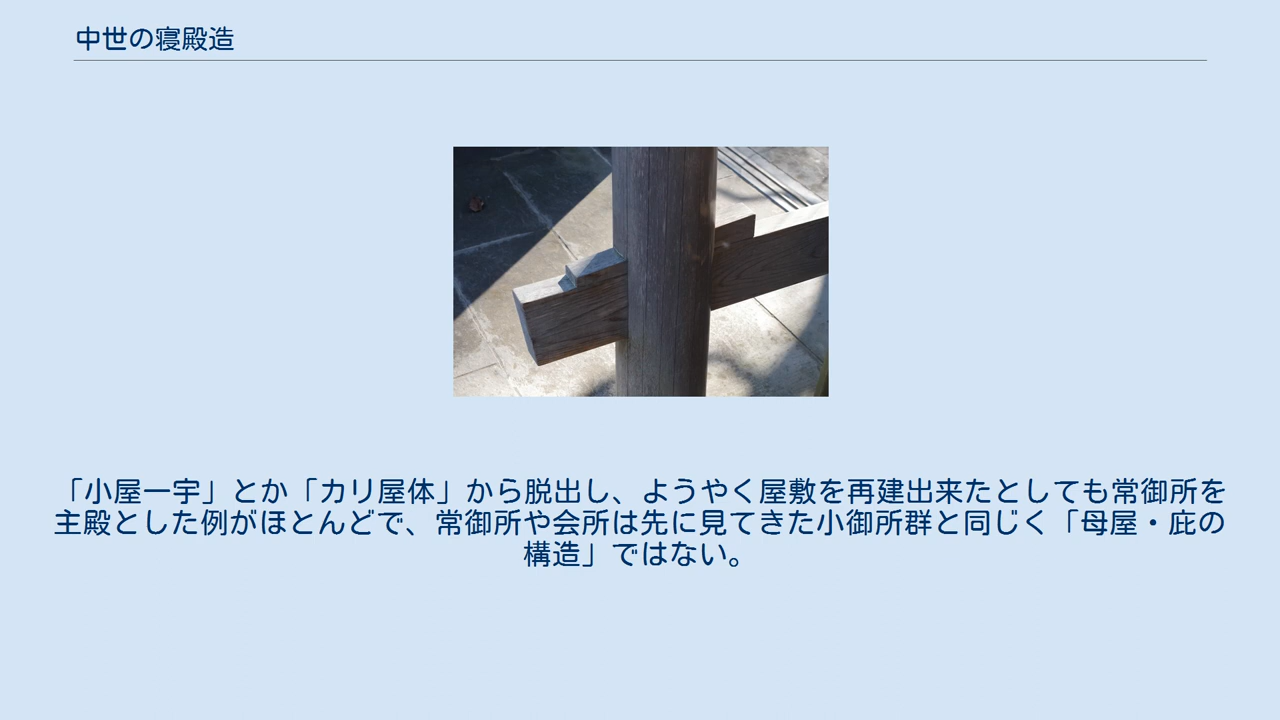 中世の寝殿造
「小屋一宇」とか「カリ屋体」から脱出し、ようやく屋敷を再建出来たとしても常御所を
主殿とした例がほとんどで、常御所や会所は先に見てきた小御所群と同じく「母屋・庇の
構造」ではない。